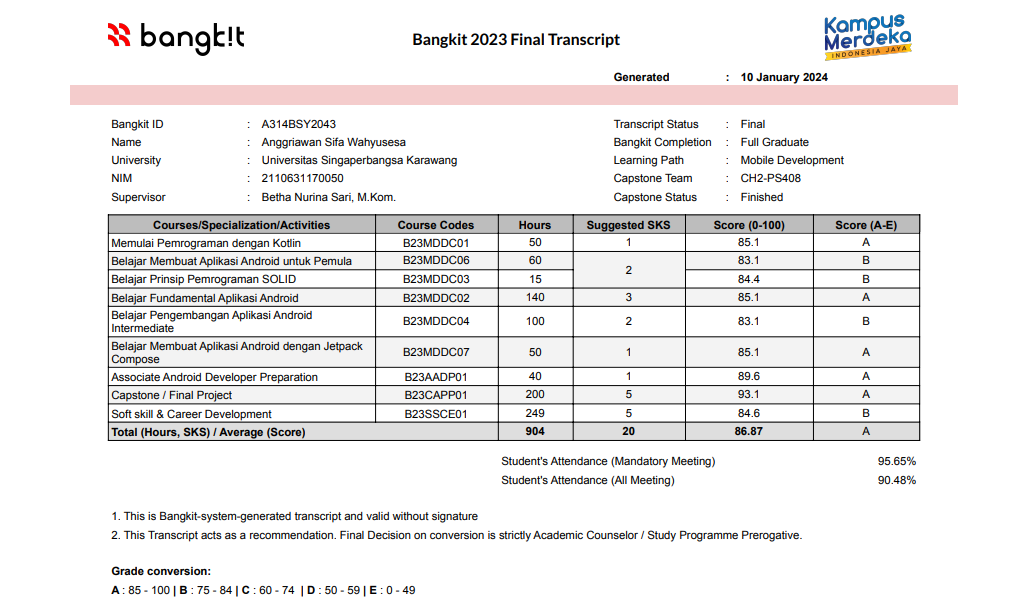 bangk!t
Bangkit 2023 Final Transcript
Kampus
Merdeka
INDONESIA JAYA
Generated : 10 January 2024
Bangkit ID : A314BSY2043 Transcript Status : Final
Name : Anggriawan Sifa Wahyusesa Bangkit Completion : Full Graduate
University : Universitas Singaperbangsa Karawang Learning Path : Mobile Development
NIM : 2110631170050 Capstone Team : CH2-PS408
Supervisor : Betha Nurina Sari, M.Kom. Capstone Status : Finished
Courses/Specialization/Activities Course Codes Hours Suggested SKS Score (0-100) Score (A-E)
Memulai Pemrograman dengan Kotlin B23MDDC01 50 1 85.1 A
Belajar Membuat Aplikasi Android untuk Pemula B23MDDC06 60 2 83.1 B
Belajar Prinsip Pemrograman SOLID B23MDDC03 15 84.4 B
Belajar Fundamental Aplikasi Android B23MDDC02 140 3 85.1 A
Belajar Pengembangan Aplikasi Android
Intermediate B23MDDC04 100 2 83.1 B
Belajar Membuat Aplikasi Android dengan Jetpack
Compose B23MDDC07 50 1 85.1 A
Associate Android Developer Preparation B23AADP01 40 1 89.6 A
Capstone / Final Project B23CAPP01 200 5 93.1 A
Soft skill & Career Development B23SSCE01 249 5 84.6 B
Total (Hours, SKS) / Average (Score) 904 20 86.87 A
Student's Attendance (Mandatory Meeting) 95.65%
Student's Attendance (All Meeting) 90.48%
1. This is Bangkit-system-generated transcript and valid without signature
2. This Transcript acts as a recommendation. Final Decision on conversion is strictly Academic Counselor / Study Programme Prerogative.
Grade conversion:
A : 85 - 100 | B : 75 - 84 | C : 60 - 74 | D : 50 - 59 | E : 0 - 49